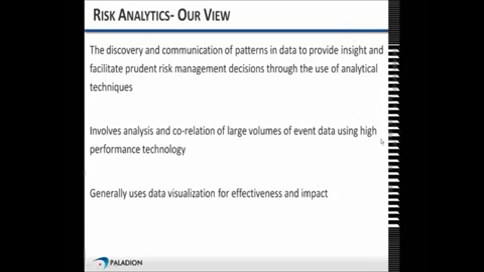 RISK ANALYTICS- OUR VIEW
The discovery and communication of patterns in data to provide insight and
facilitate prudent risk management decisions through the use of analytical
techniques
Involves analysis and co-relation of large volumes of event data using high
performance technology
Generally uses data visualization for effectiveness and impact
PALADION